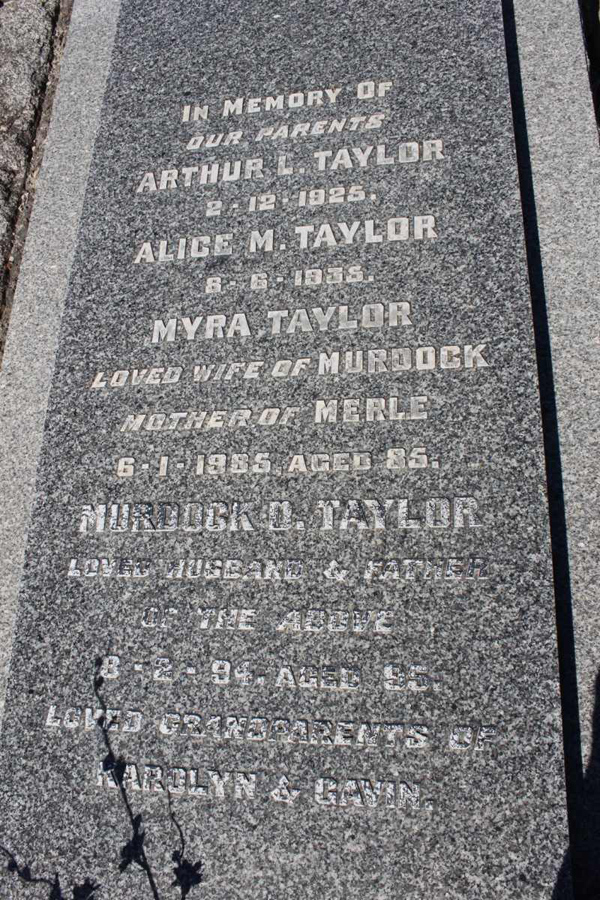 IN MEMORY OF
OUR PARENTS
ARTHUR L. TAYLOR
2-12-1925.
ALICE M. TAYLOR
6-6-1935.
MYRA TAYLOR
LOVED WIFE OF MURDOCK
MOTHER OF MERLE
6-1-1985, AGED 85.
MURDOCK O. TAYLOR
LOVED HUSBAND & FATHER
OF THE ABOVE
8-2-94, AGED 95.
LOVED GRANDPARENTS OF
KAROLYN & GAVIN.